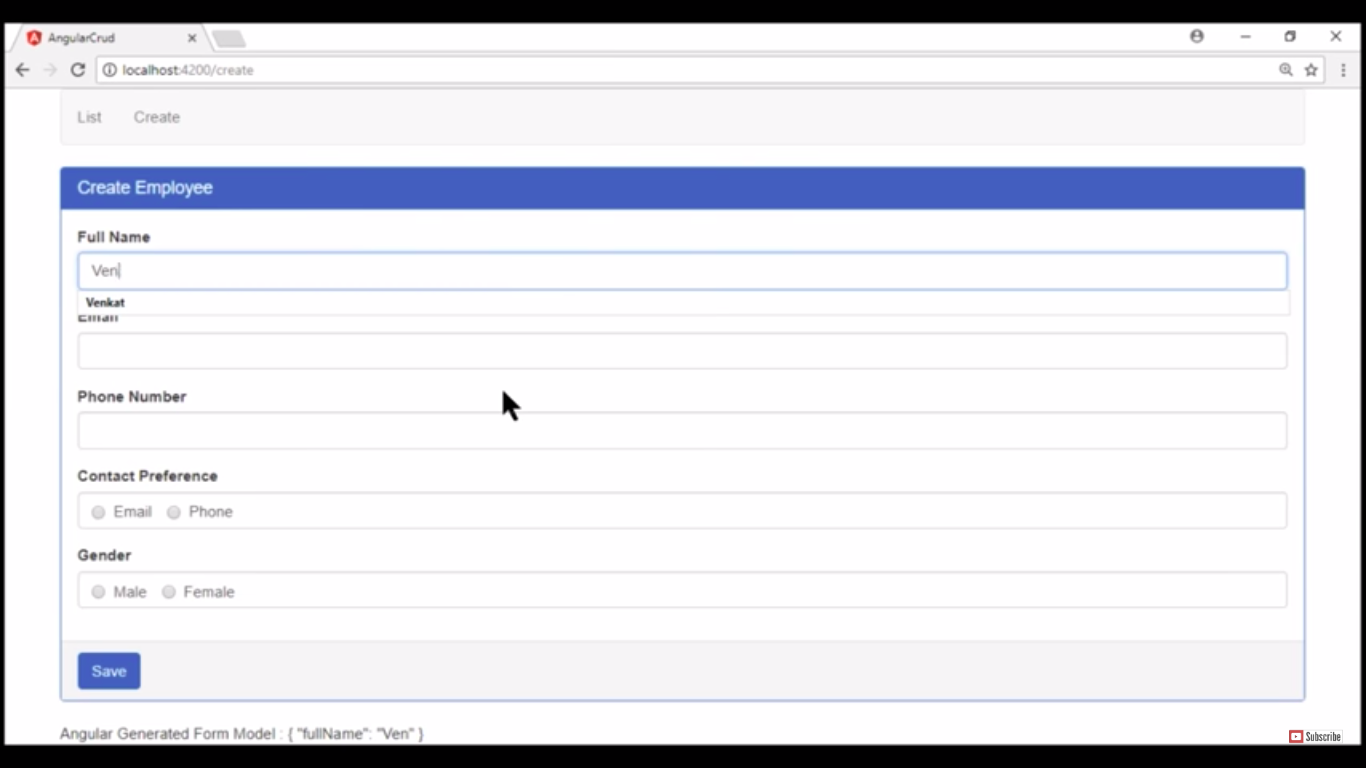 AngularCrud
localhost:4200/create
List Create
Create Employee
Full Name
Ven
Venkat
Email
Phone Number
Contact Preference
Email Phone
Gender
Male Female
Save
Angular Generated Form Model : { "fullName": "Ven" }
Subscribe